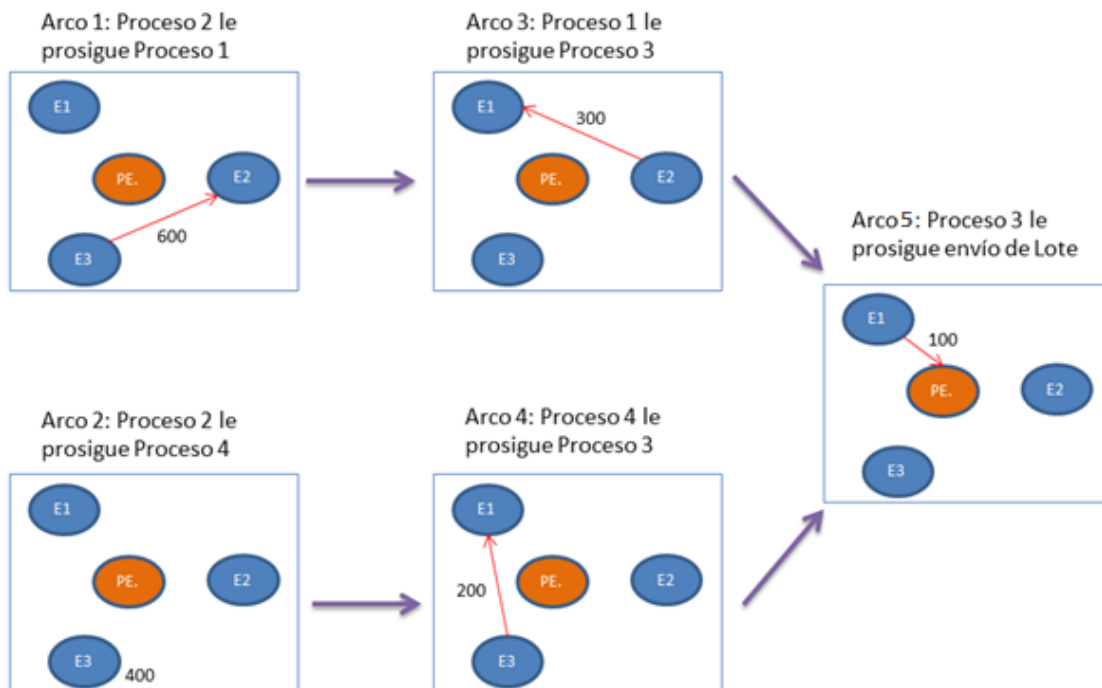 Arco 1: Proceso 2 le
prosigue Proceso 1
E1
PE.
E2
600
E3
Arco 3: Proceso 1 le
prosigue Proceso 3
E1
300
PE.
E2
E3
Arco5: Proceso 3 le
prosigue envío de Lote
E1
100
PE.
E2
E3
Arco 2: Proceso 2 le
prosigue Proceso 4
E1
PE.
E2
E3
400
Arco 4: Proceso 4 le
prosigue Proceso 3
E1
200
PE.
E2
E3